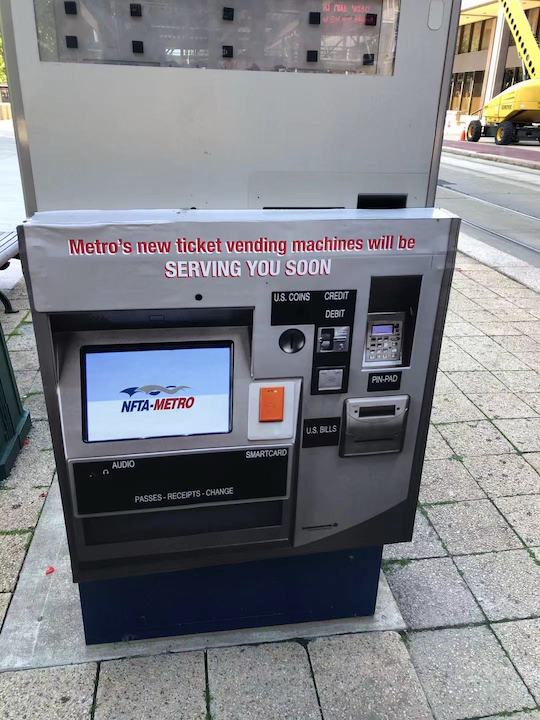 Metro's new ticket vending machines will be
SERVING YOU SOON
U.S. COINS
CREDIT
DEBIT
PIN-PAD
NFTA-METRO
U.S. BILLS
AUDIO
SMARTCARD
PASSES - RECEIPTS - CHANGE